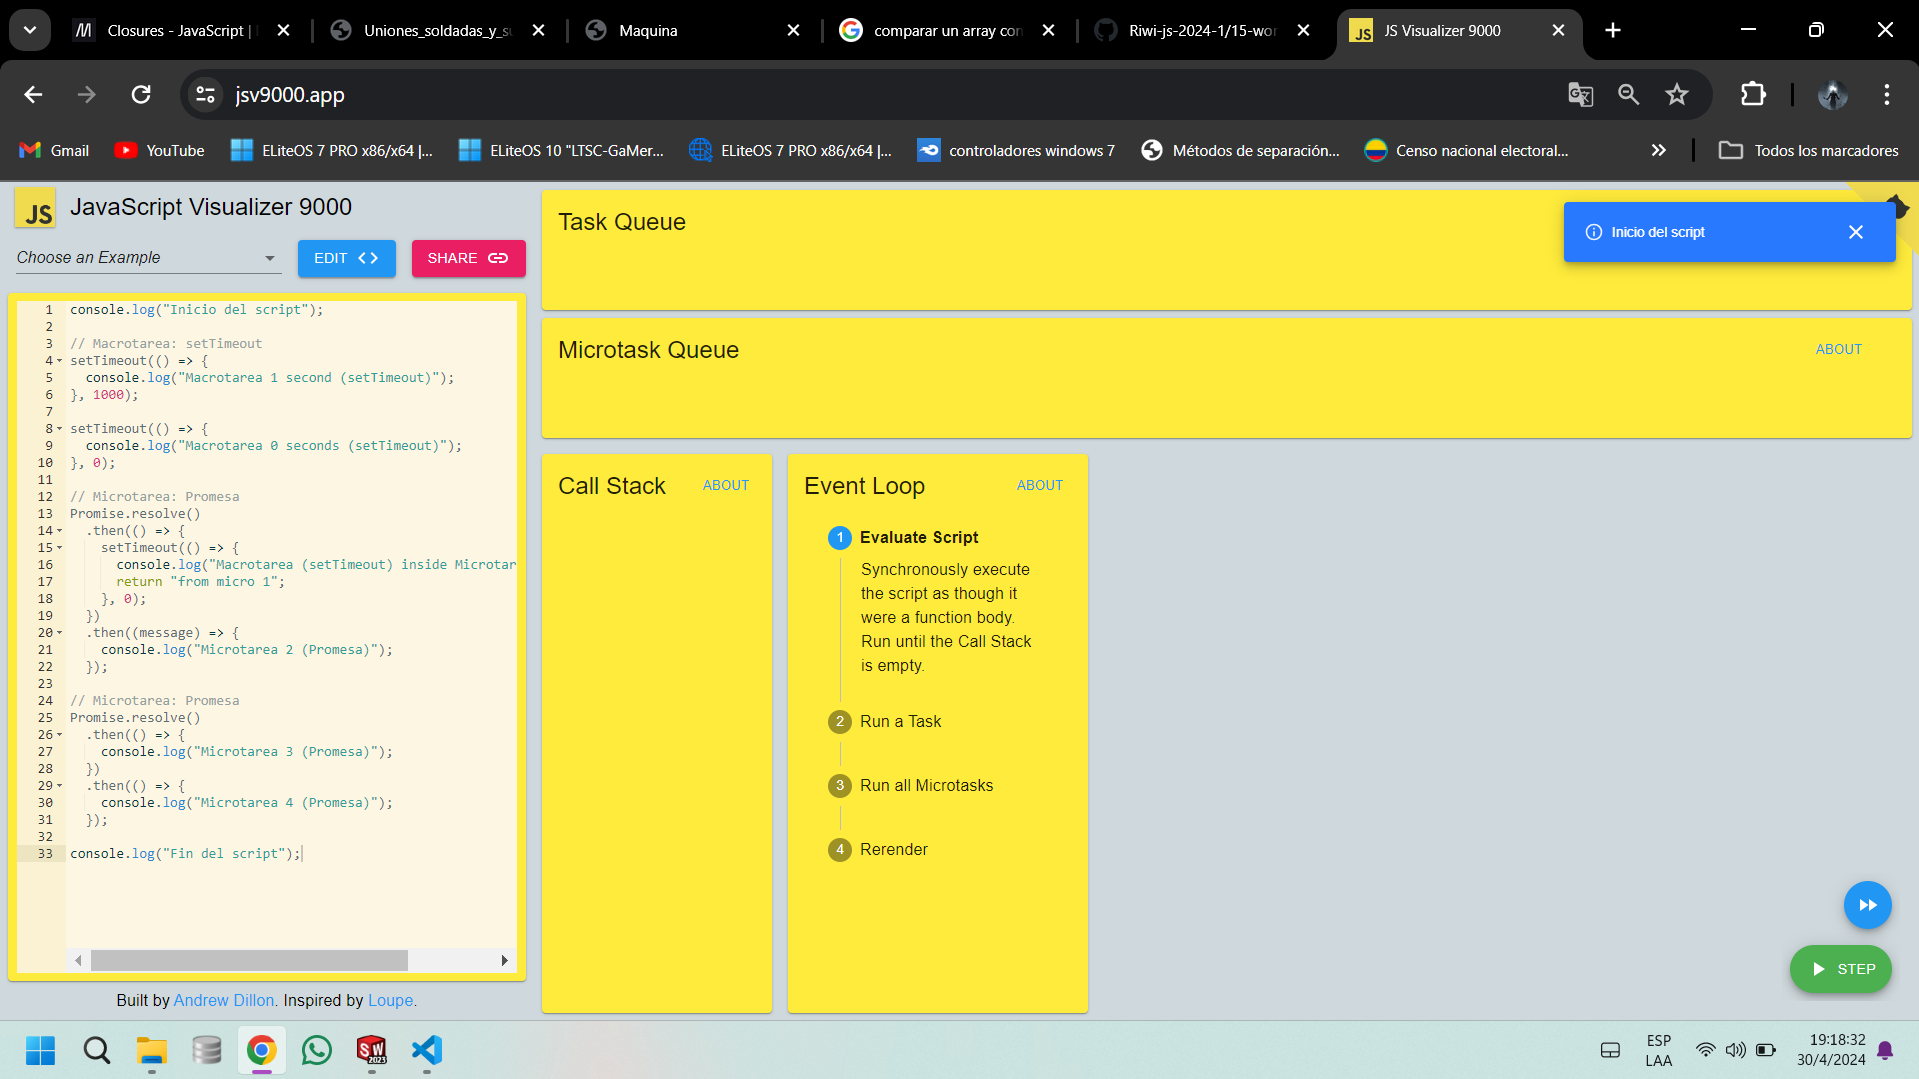 Closures - JavaScript |
Uniones_soldadas_y_su
Maquina
comparar un array con
Riwi-js-2024-1/15-wor
JS
JS Visualizer 9000
jsv9000.app
Gmail
YouTube
ELiteOS 7 PRO x86/x64 |...
ELiteOS 10 "LTSC-GaMer...
ELiteOS 7 PRO x86/x64 |...
controladores windows 7
Métodos de separación...
Censo nacional electoral...
Todos los marcadores
JS
JavaScript Visualizer 9000
Choose an Example
EDIT
SHARE
1 console.log("Inicio del script");
2
3 // Macrotarea: setTimeout
4 setTimeout(() => {
5 console.log("Macrotarea 1 second (setTimeout)");
6 }, 1000);
7
8 setTimeout(() => {
9 console.log("Macrotarea 0 seconds (setTimeout)");
10 }, 0);
11
12 // Microtarea: Promesa
13 Promise.resolve()
14 .then(() => {
15 setTimeout(() => {
16 console.log("Macrotarea (setTimeout) inside Microtar
17 return "from micro 1";
18 }, 0);
19 })
20 .then((message) => {
21 console.log("Microtarea 2 (Promesa)");
22 });
23
24 // Microtarea: Promesa
25 Promise.resolve()
26 .then(() => {
27 console.log("Microtarea 3 (Promesa)");
28 })
29 .then(() => {
30 console.log("Microtarea 4 (Promesa)");
31 });
32
33 console.log("Fin del script");
Built by Andrew Dillon. Inspired by Loupe.
Task Queue
Inicio del script
Microtask Queue
ABOUT
Call Stack
ABOUT
Event Loop
ABOUT
1 Evaluate Script
Synchronously execute
the script as though it
were a function body.
Run until the Call Stack
is empty.
2 Run a Task
3 Run all Microtasks
4 Rerender
STEP
SW
2023
ESP
LAA
19:18:32
30/4/2024